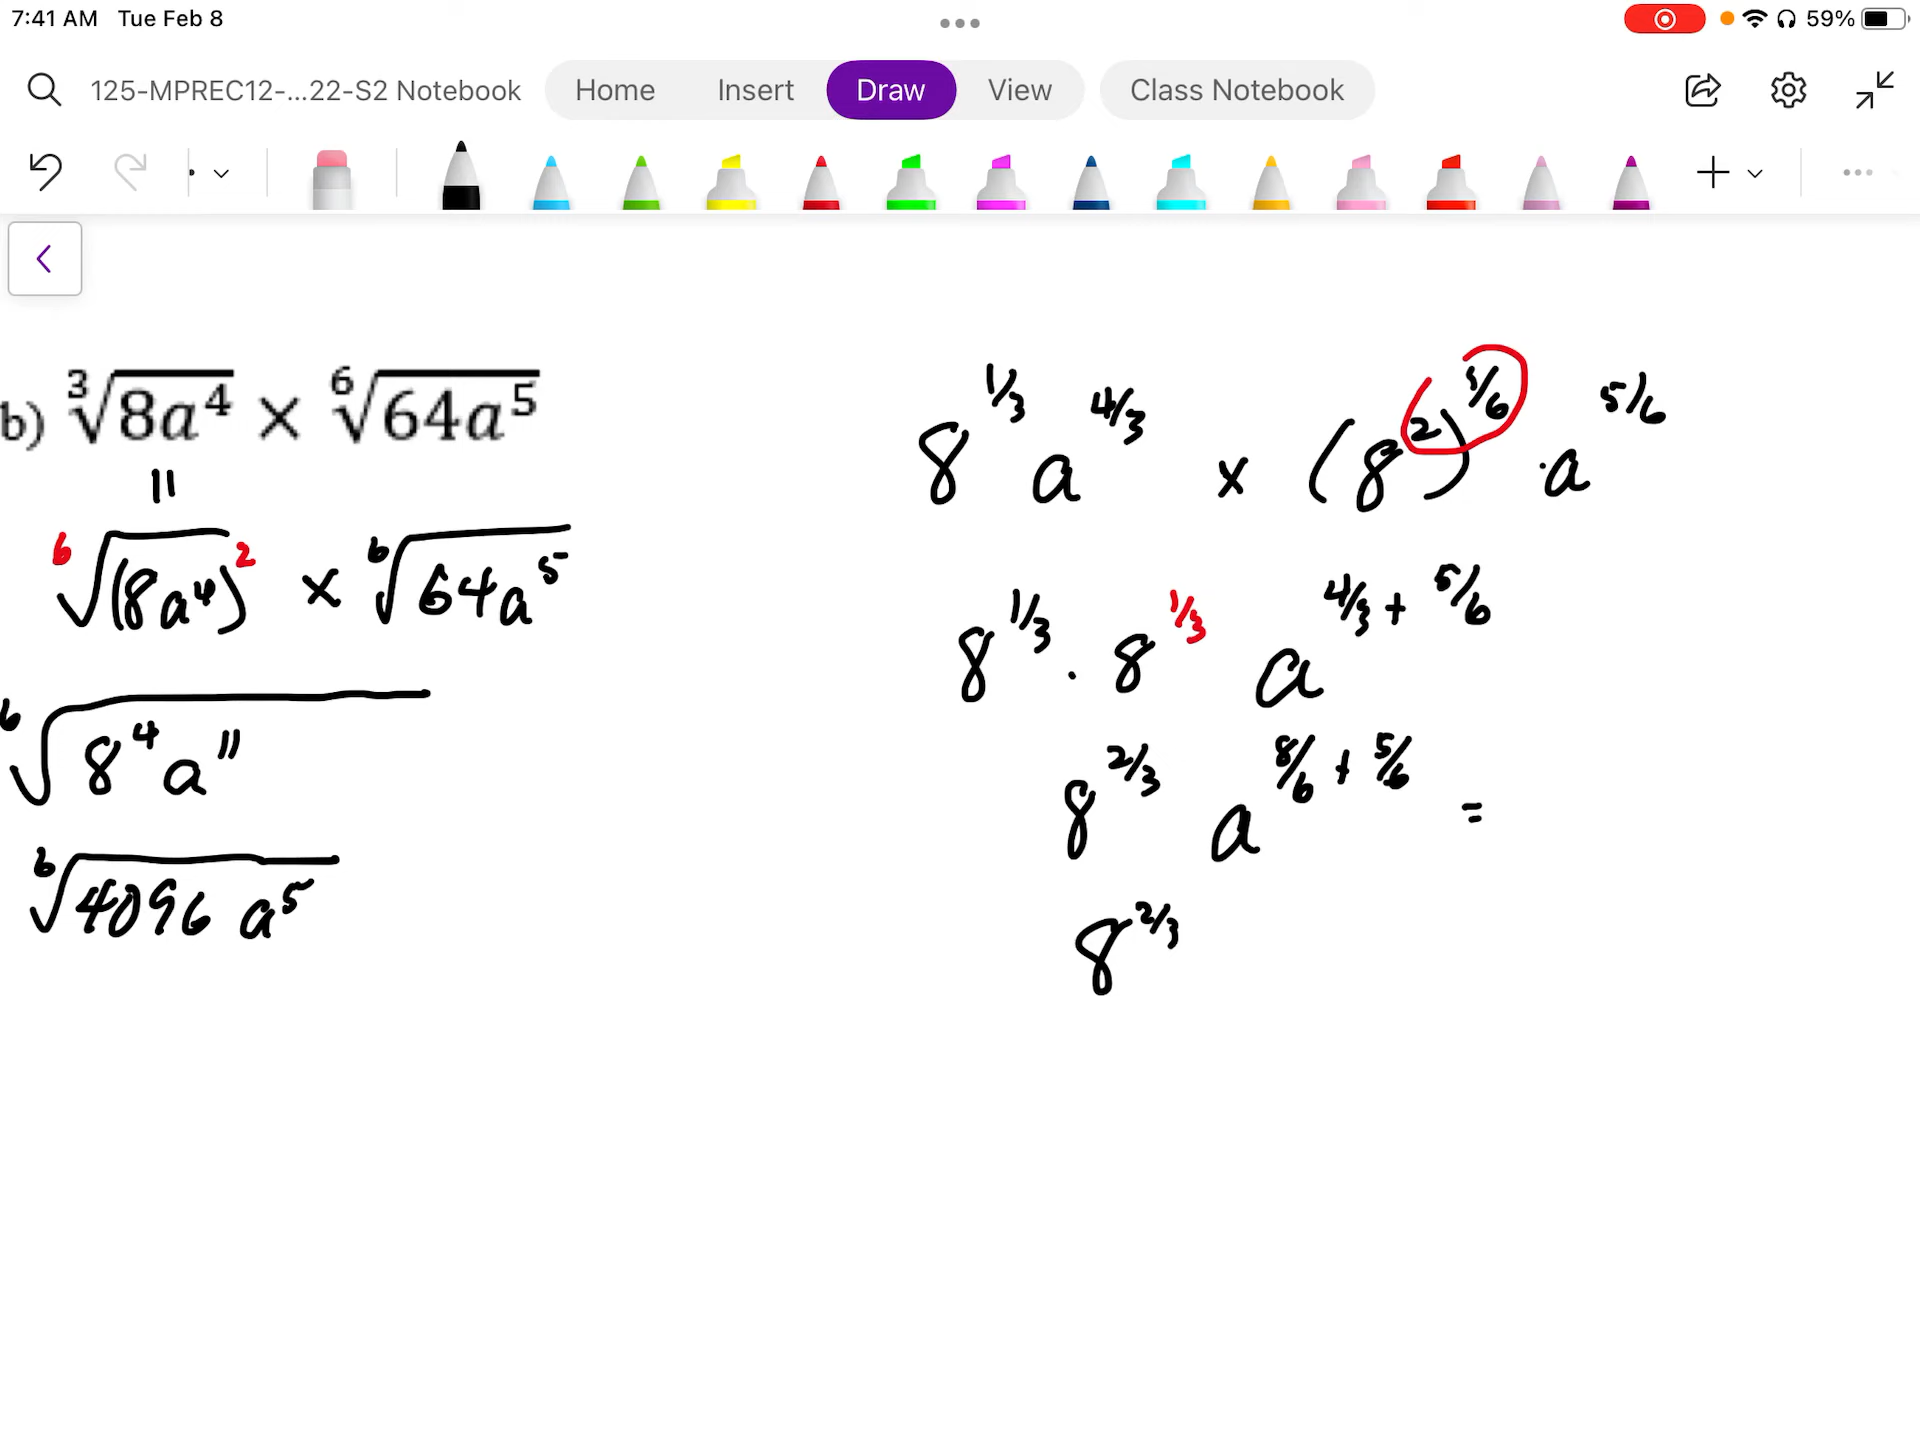 7:41 AM Tue Feb 8
59%
125-MPREC12-...22-S2 Notebook
Home Insert Draw View Class Notebook
b) ∛8a⁴ × ⁶√64a⁵
=
⁶√(8a⁴)² × ⁶√64a⁵
⁶√8⁴a¹¹
⁶√4096 a⁵
8^1/3 a^4/3 × (8^2)^1/6 · a^5/6
8^1/3 · 8^1/3 a^4/3 + 5/6
8^2/3 a^8/6 + 5/6 =
8^2/3